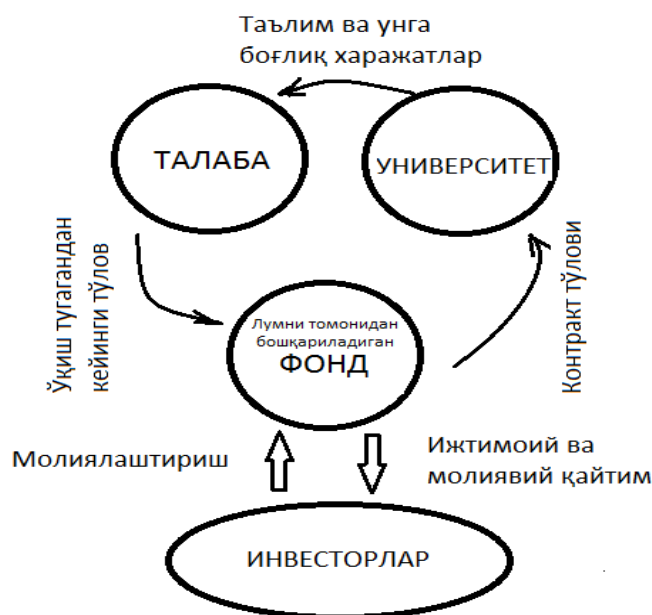 Таълим ва унга
боғлиқ харажатлар
ТАЛАБА
УНИВЕРСИТЕТ
Ўқиш тугагандан
кейинги тўлов
Лумни томонидан
бошқариладиган
ФОНД
Контракт тўлови
Молиялаштириш
Ижтимоий ва
молиявий қайтим
ИНВЕСТОРЛАР